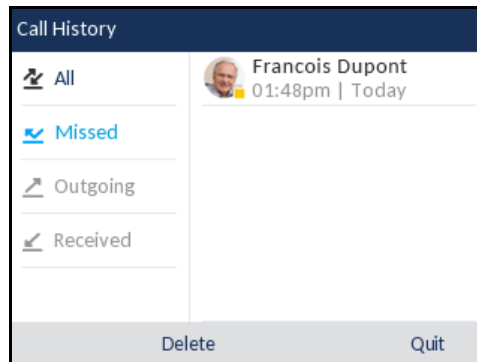 Call History
All
Missed
Outgoing
Received
Francois Dupont
01:48pm | Today
Delete
Quit